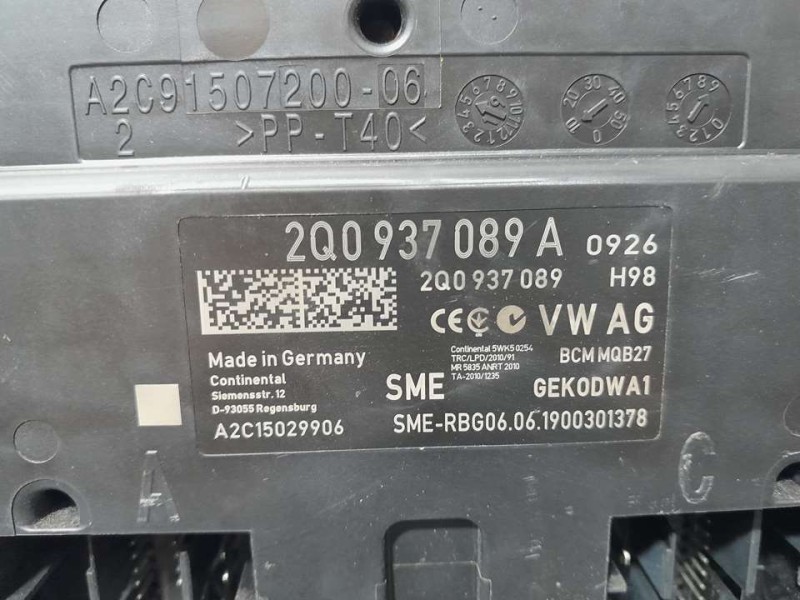 A2C91507200-06
2 >PP-T40<
2Q0 937 089 A 0926
2Q0 937 089 H98
CE VW AG
Continental 5WK5 0254
TRC/LPD/2010/91
MR 5835 ANRT 2010
TA-2010/1235
BCM MQB27
Made in Germany
Continental
Siemensstr. 12
D-93055 Regensburg
SME GEK0DWA1
A2C15029906 SME-RBG06.06.1900301378
A C